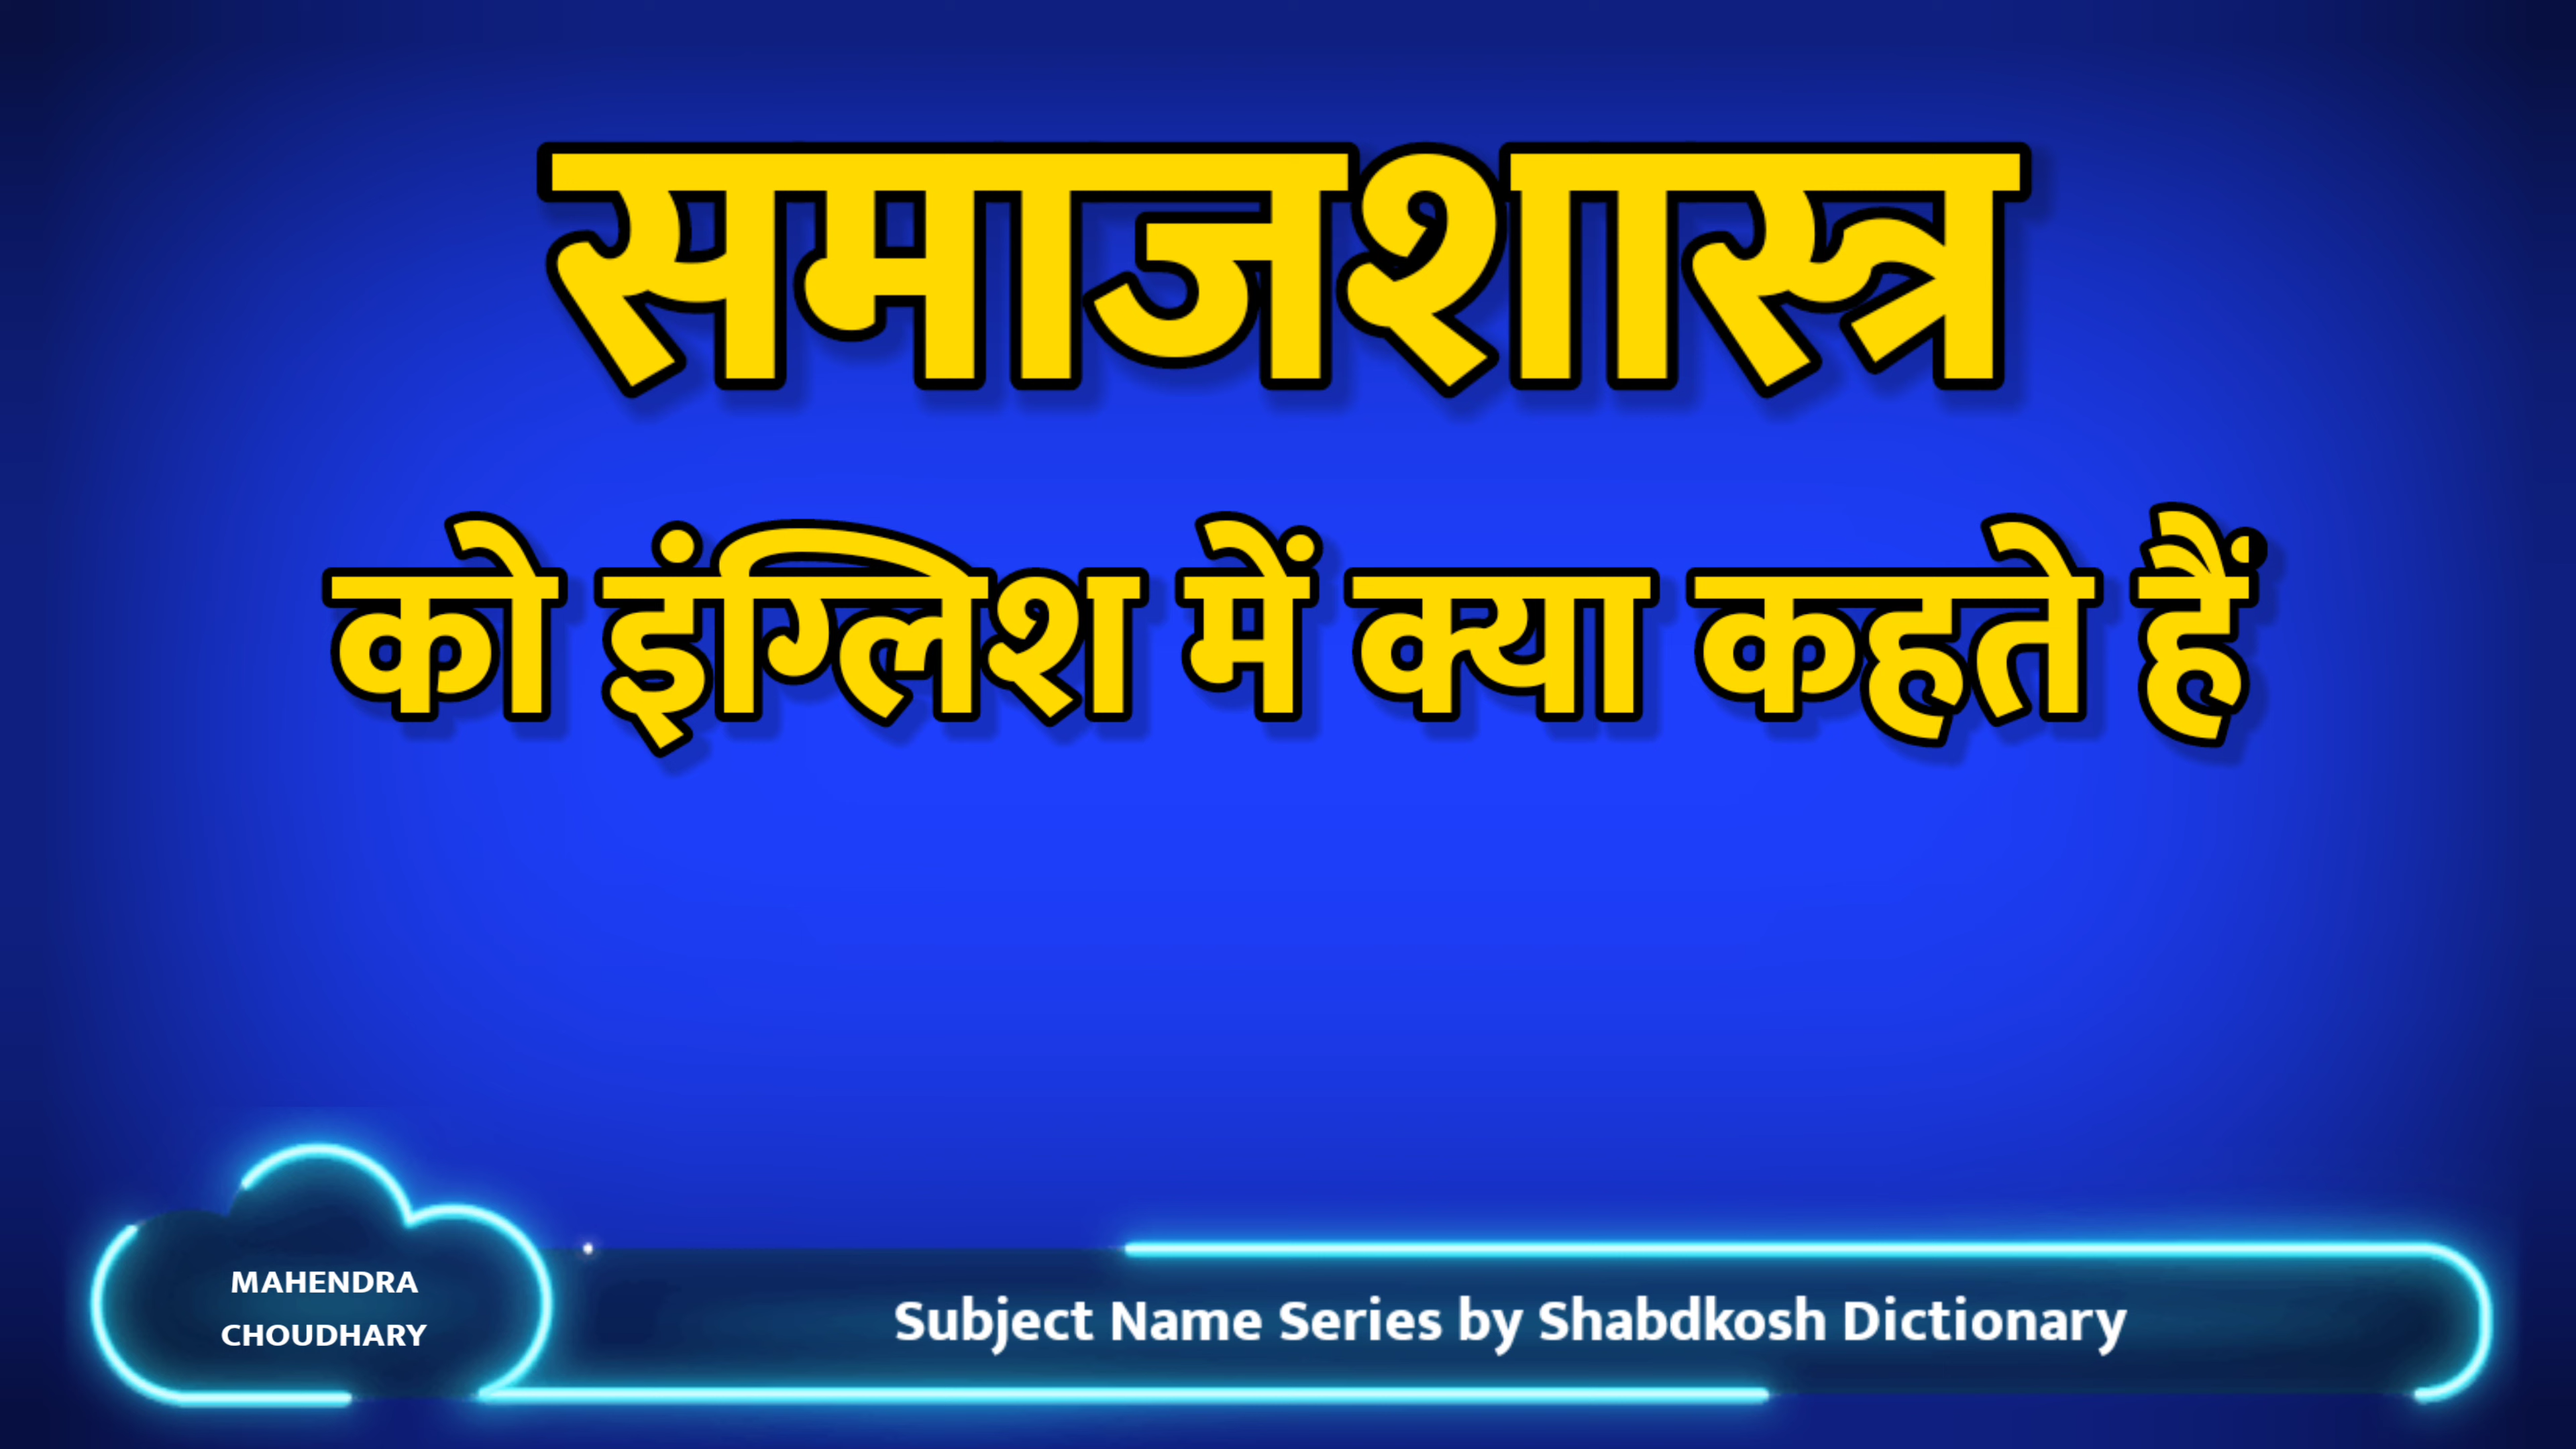 समाजशास्त्र
को इंग्लिश में क्या कहते हैं
MAHENDRA
CHOUDHARY
Subject Name Series by Shabdkosh Dictionary